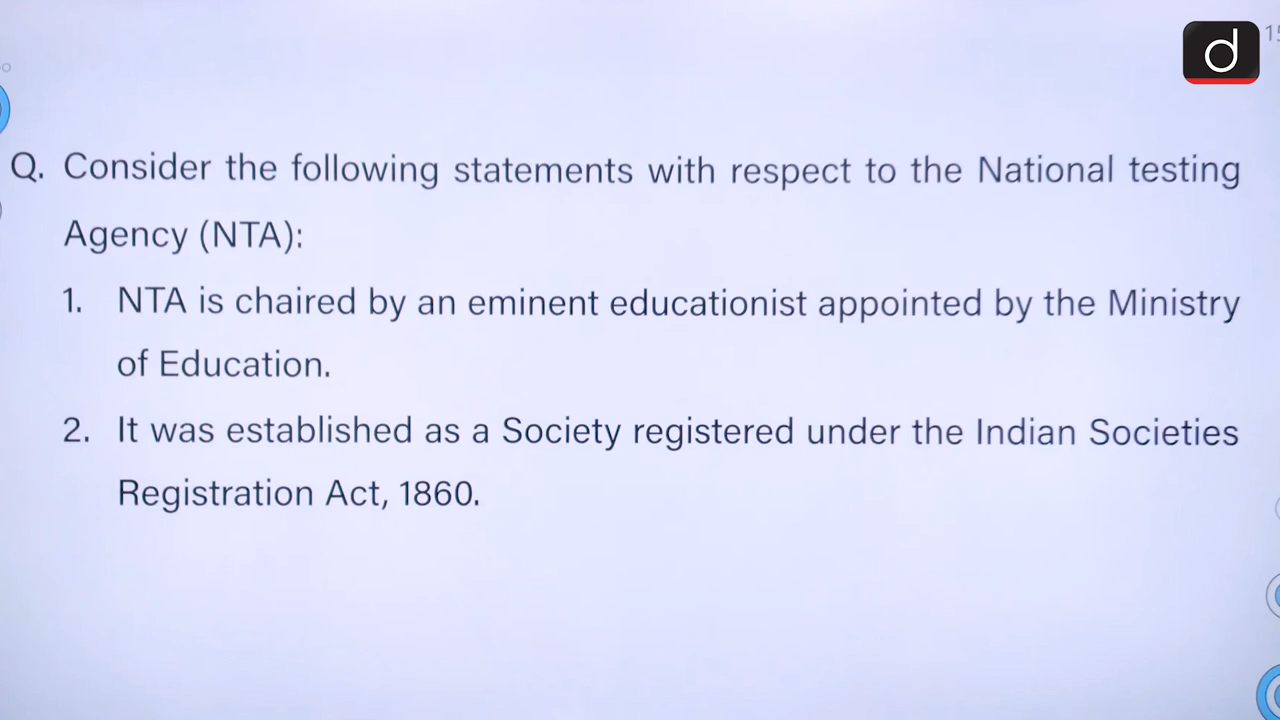 d
Q. Consider the following statements with respect to the National testing
Agency (NTA):
1. NTA is chaired by an eminent educationist appointed by the Ministry
of Education.
2. It was established as a Society registered under the Indian Societies
Registration Act, 1860.